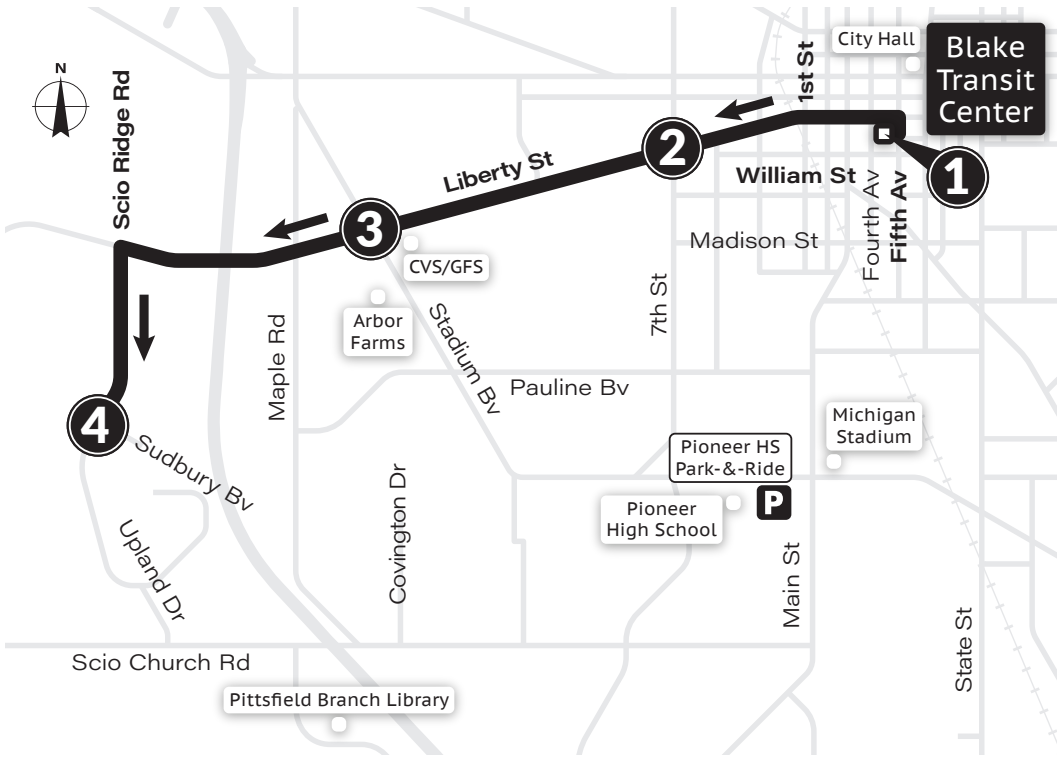 N
Scio Ridge Rd
1st St
City Hall
Blake
Transit
Center
2
1
William St
Liberty St
3
Fourth Av
Fifth Av
Madison St
CVS/GFS
Arbor
Farms
Maple Rd
Stadium Bv
7th St
Pauline Bv
4
Sudbury Bv
Michigan
Stadium
Pioneer HS
Park-&-Ride
P
Pioneer
High School
Covington Dr
Upland Dr
Main St
State St
Scio Church Rd
Pittsfield Branch Library